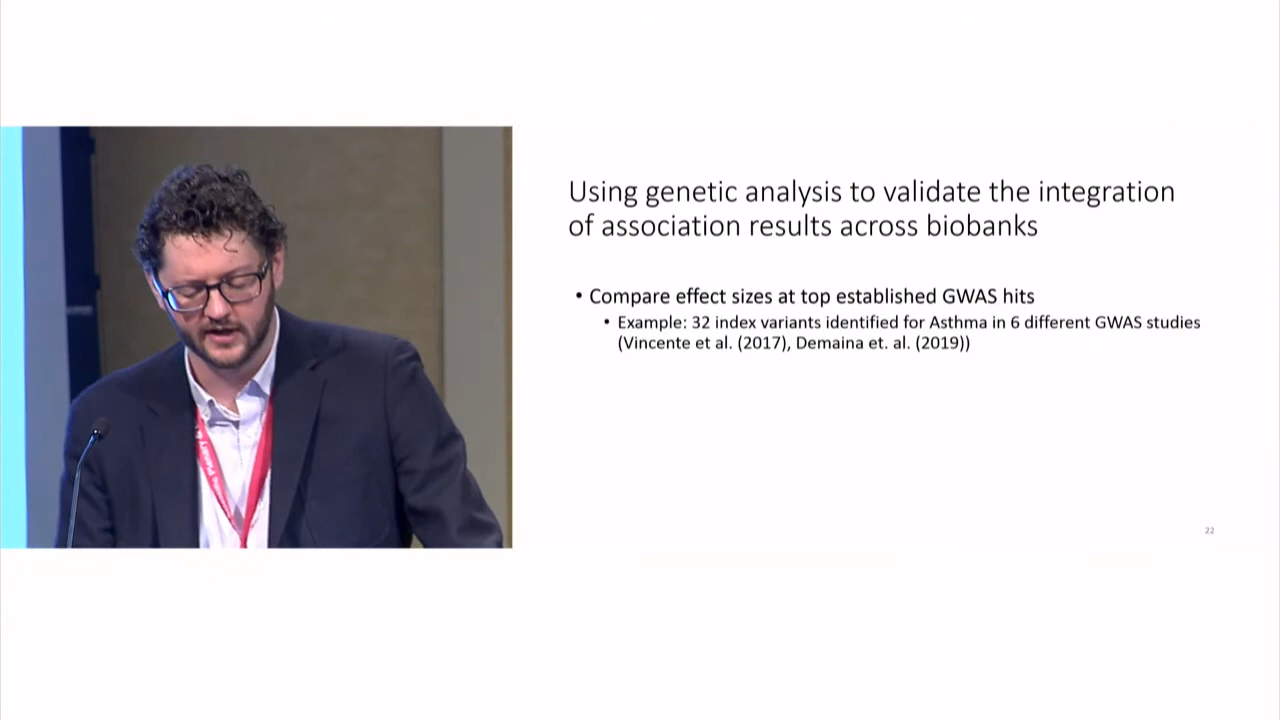 Using genetic analysis to validate the integration
of association results across biobanks
• Compare effect sizes at top established GWAS hits
• Example: 32 index variants identified for Asthma in 6 different GWAS studies
(Vincente et al. (2017), Demaina et. al. (2019))
22